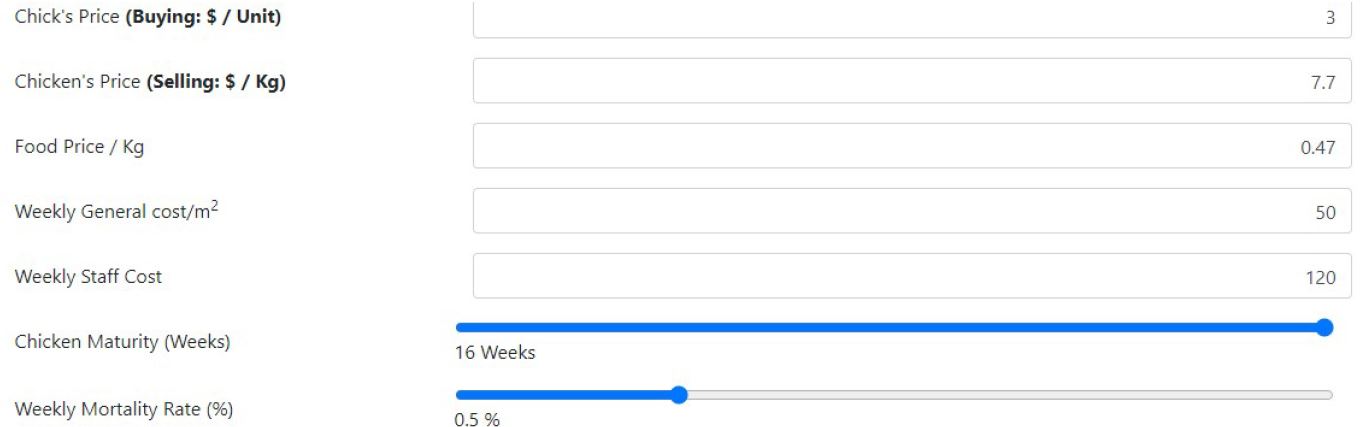 Chick's Price (Buying: $ / Unit) 3
Chicken's Price (Selling: $ / Kg) 7.7
Food Price / Kg 0.47
Weekly General cost/m² 50
Weekly Staff Cost 120
Chicken Maturity (Weeks)
16 Weeks
Weekly Mortality Rate (%)
0.5 %